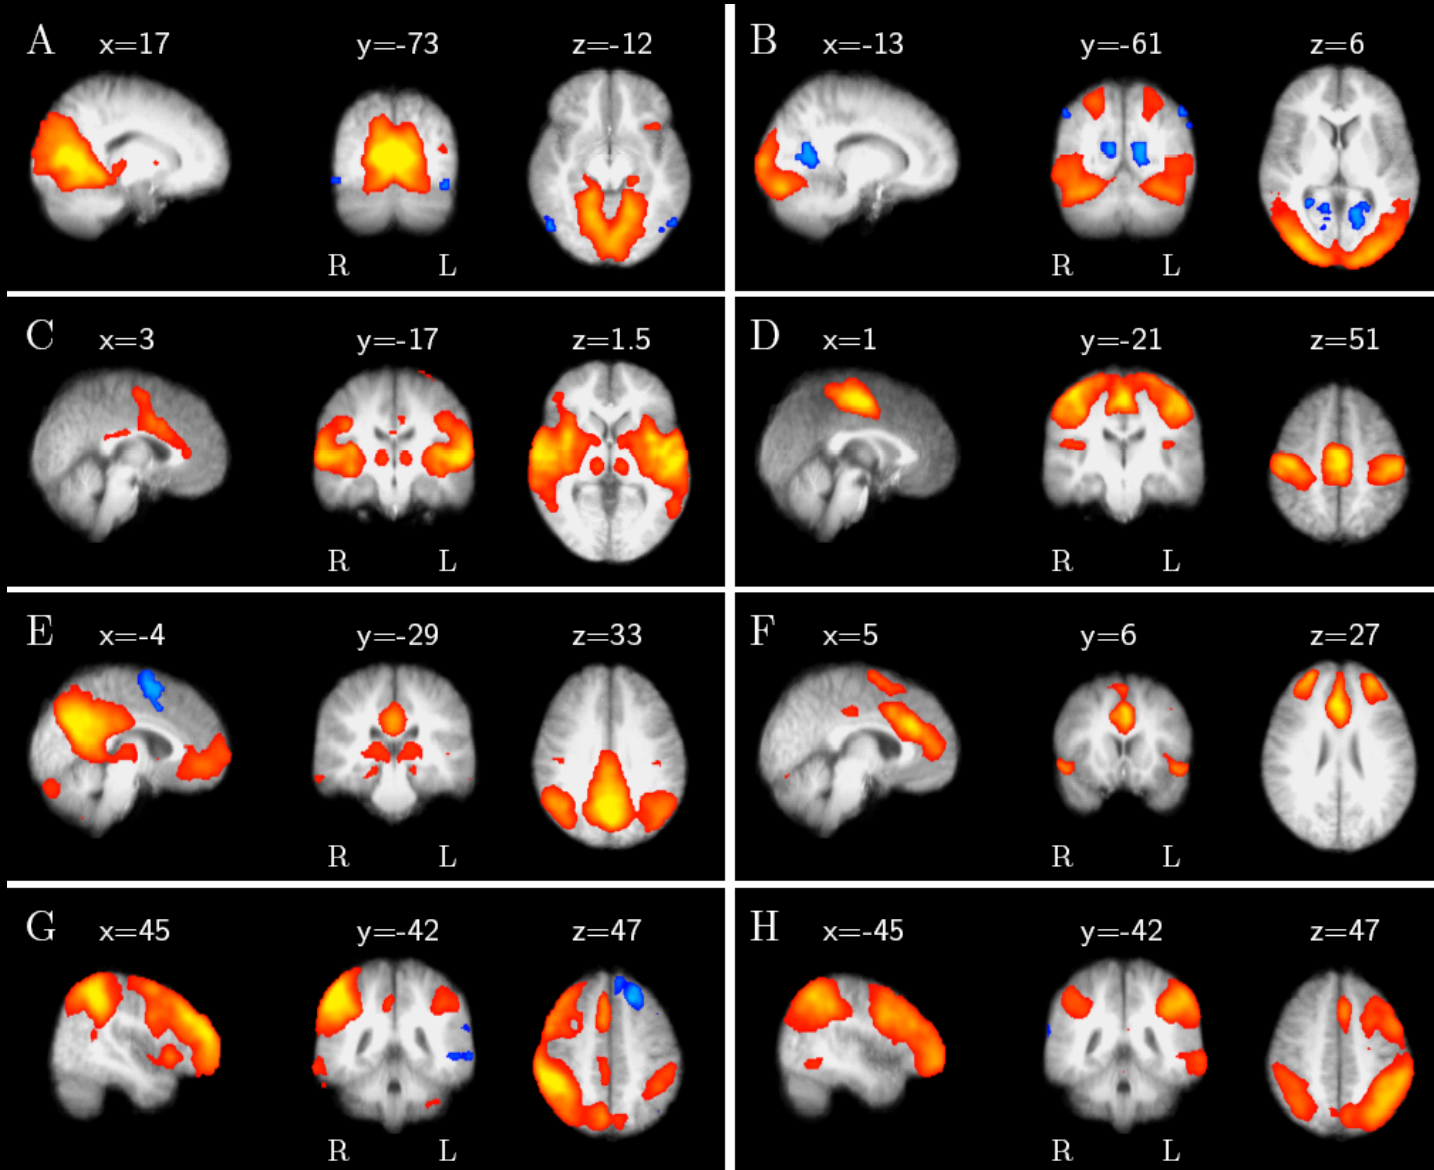 A x=17 y=-73 z=-12
R L
B x=-13 y=-61 z=6
R L
C x=3 y=-17 z=1.5
R L
D x=1 y=-21 z=51
R L
E x=-4 y=-29 z=33
R L
F x=5 y=6 z=27
R L
G x=45 y=-42 z=47
R L
H x=-45 y=-42 z=47
R L